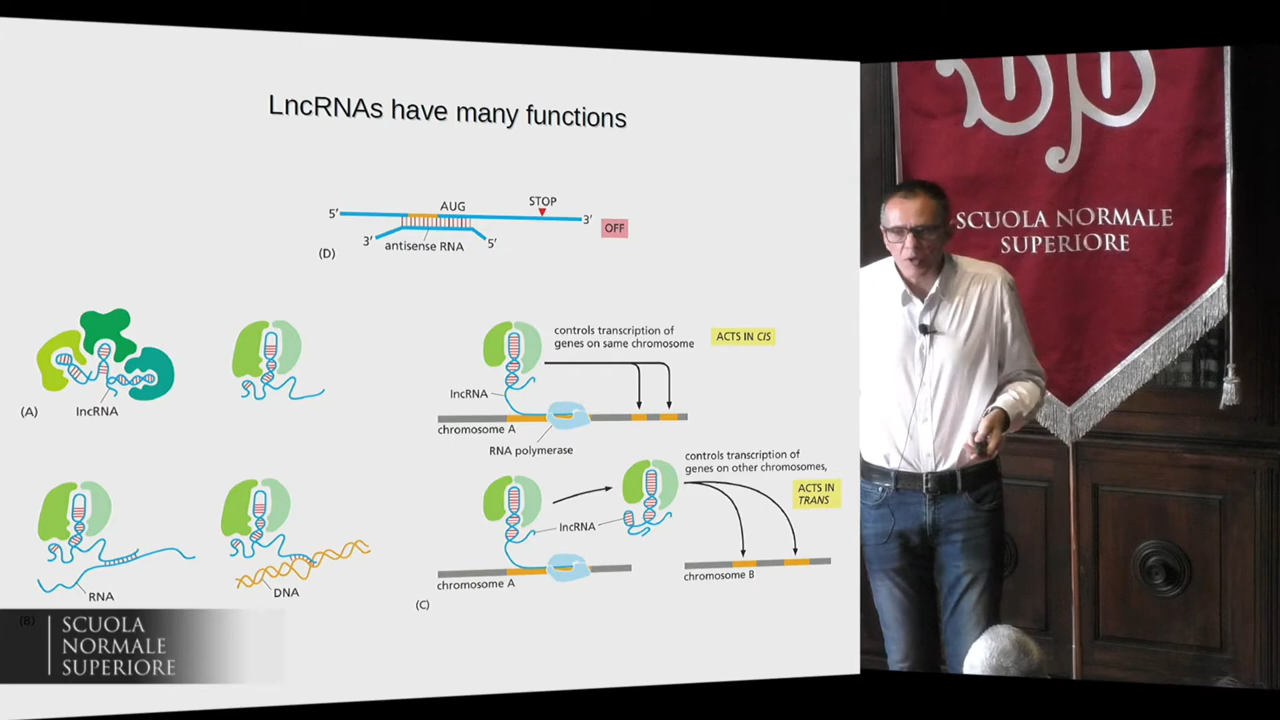 LncRNAs have many functions
5′
AUG
STOP
3′
OFF
3′
antisense RNA
5′
(D)
controls transcription of
genes on same chromosome
ACTS IN CIS
lncRNA
(A)
lncRNA
chromosome A
RNA polymerase
controls transcription of
genes on other chromosomes,
ACTS IN
TRANS
lncRNA
chromosome A
chromosome B
(C)
RNA
DNA
(B)
SCUOLA
NORMALE
SUPERIORE
SCUOLA NORMALE
SUPERIORE